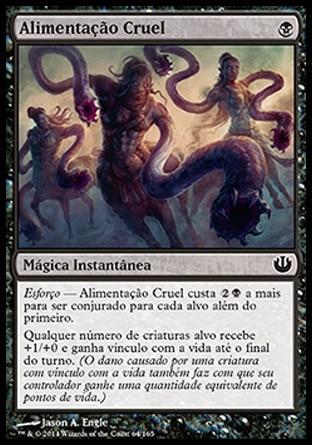 Alimentação Cruel
Mágica Instantânea
Esforço — Alimentação Cruel custa 2 a mais
para ser conjurado para cada alvo além do
primeiro.
Qualquer número de criaturas alvo recebe
+1/+0 e ganha vínculo com a vida até o final
do turno. (O dano causado por uma criatura
com vínculo com a vida também faz com que seu
controlador ganhe uma quantidade equivalente de
pontos de vida.)
Jason A. Engle
™ & © 2014 Wizards of the Coast 64/165